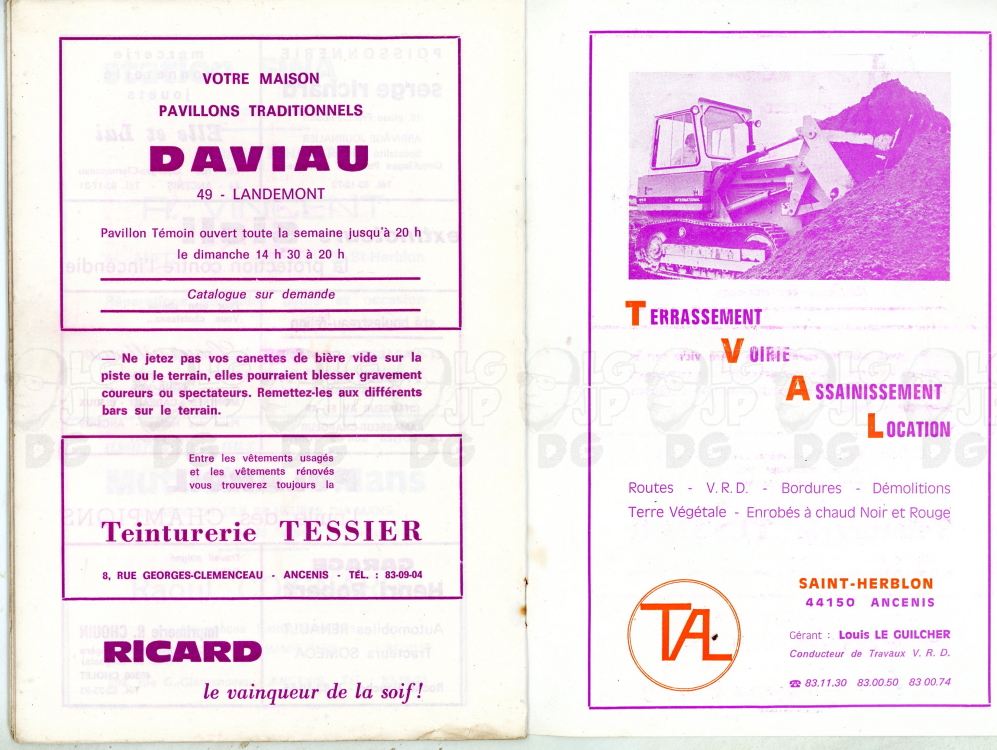 VOTRE MAISON
PAVILLONS TRADITIONNELS
DAVIAU
49 - LANDEMONT
Pavillon Témoin ouvert toute la semaine jusqu'à 20 h
le dimanche 14 h 30 à 20 h
Catalogue sur demande
— Ne jetez pas vos canettes de bière vide sur la
piste ou le terrain, elles pourraient blesser gravement
coureurs ou spectateurs. Remettez-les aux différents
bars sur le terrain.
Entre les vêtements usagés
et les vêtements rénovés
vous trouverez toujours la
Teinturerie TESSIER
8, RUE GEORGES-CLEMENCEAU - ANCENIS - TÉL. : 83-09-04
RICARD
le vainqueur de la soif!
INTERNATIONAL
TERRASSEMENT
VOIRIE
ASSAINISSEMENT
LOCATION
Routes - V.R.D. - Bordures - Démolitions
Terre Végétale - Enrobés à chaud Noir et Rouge
TAL
SAINT-HERBLON
44150 ANCENIS
Gérant : Louis LE GUILCHER
Conducteur de Travaux V. R. D.
☎ 83.11.30 83.00.50 83 00.74